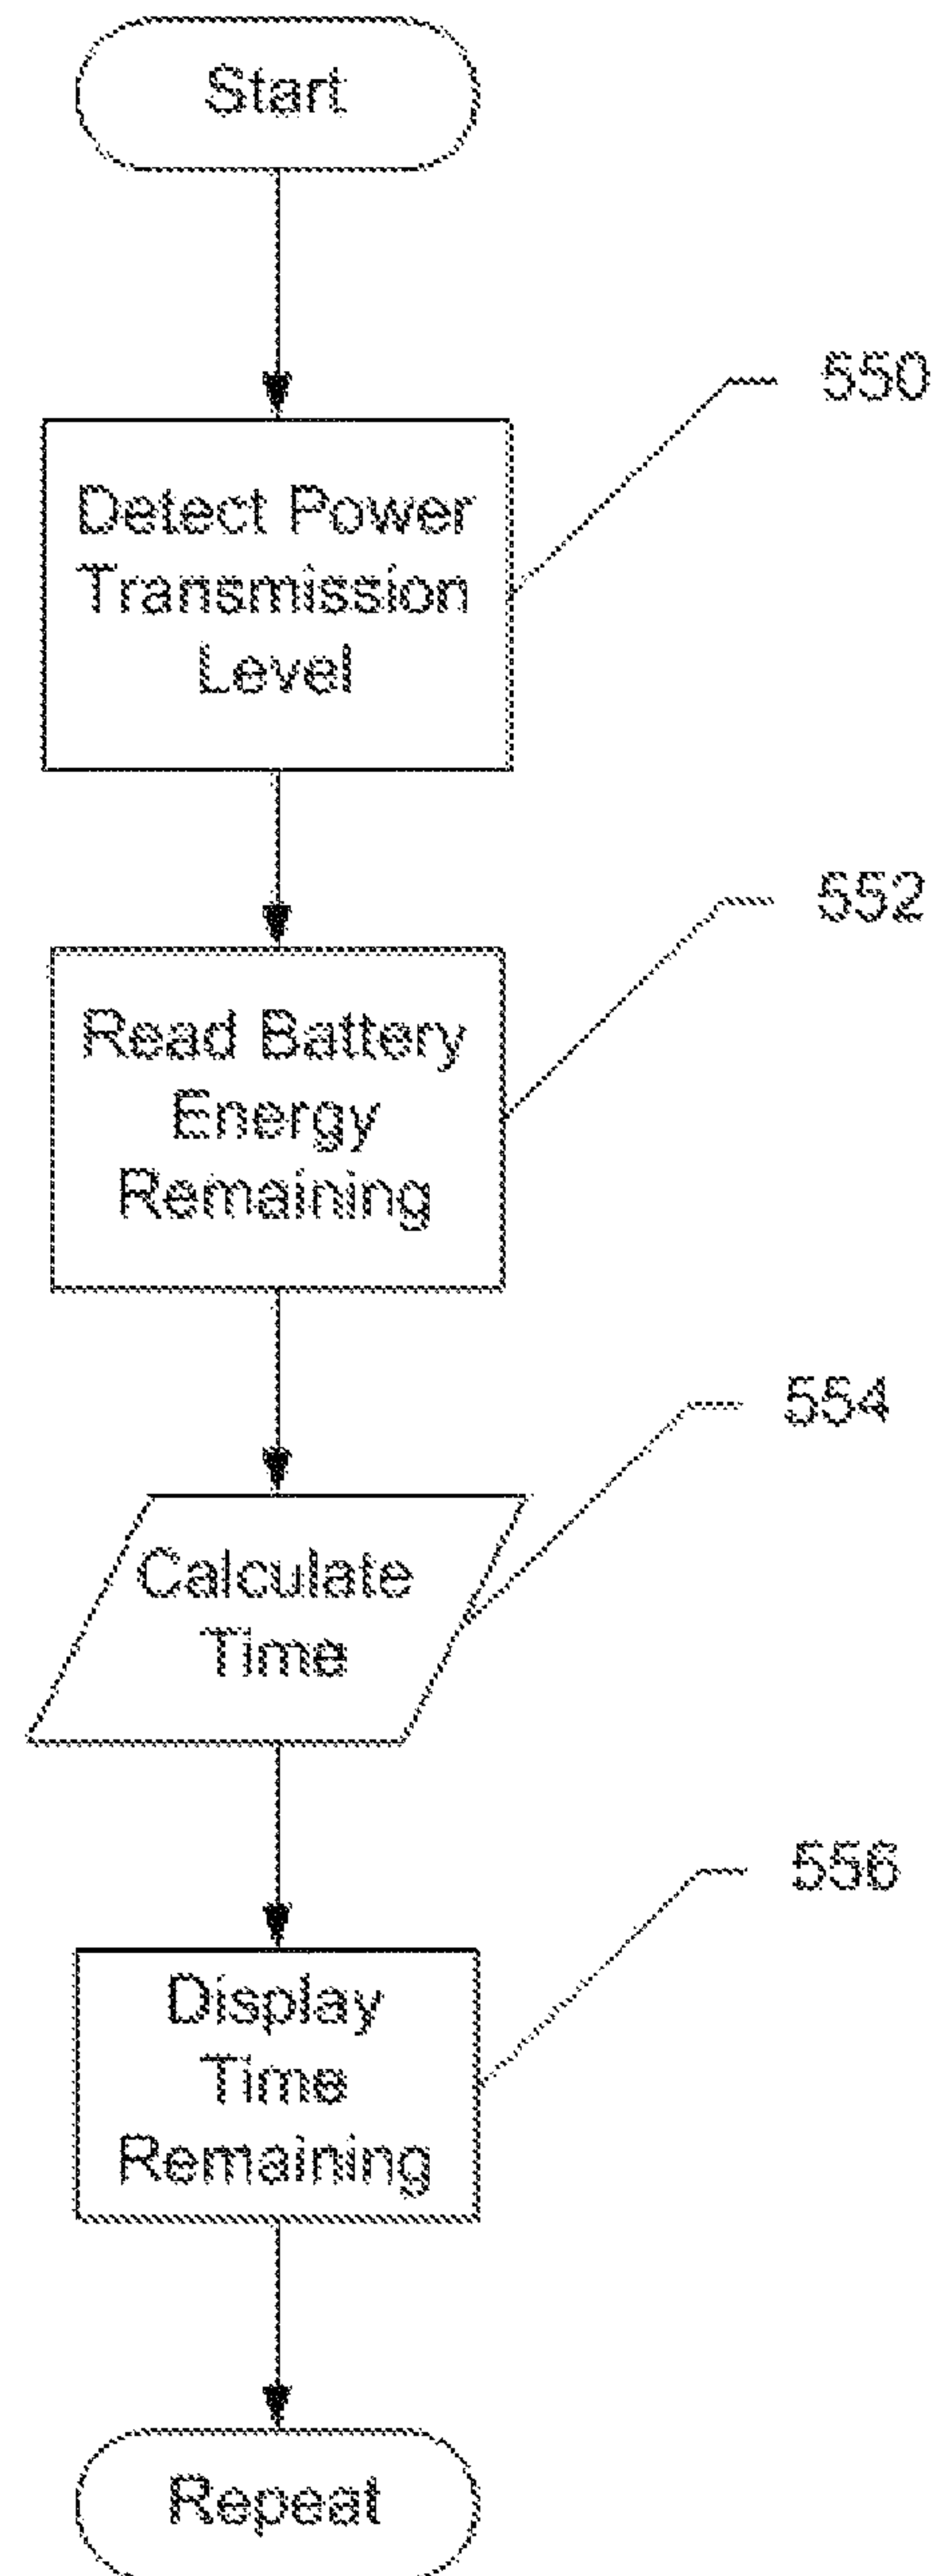 Start
550
Detect Power
Transmission
Level
552
Read Battery
Energy
Remaining
554
Calculate
Time
556
Display
Time
Remaining
Repeat